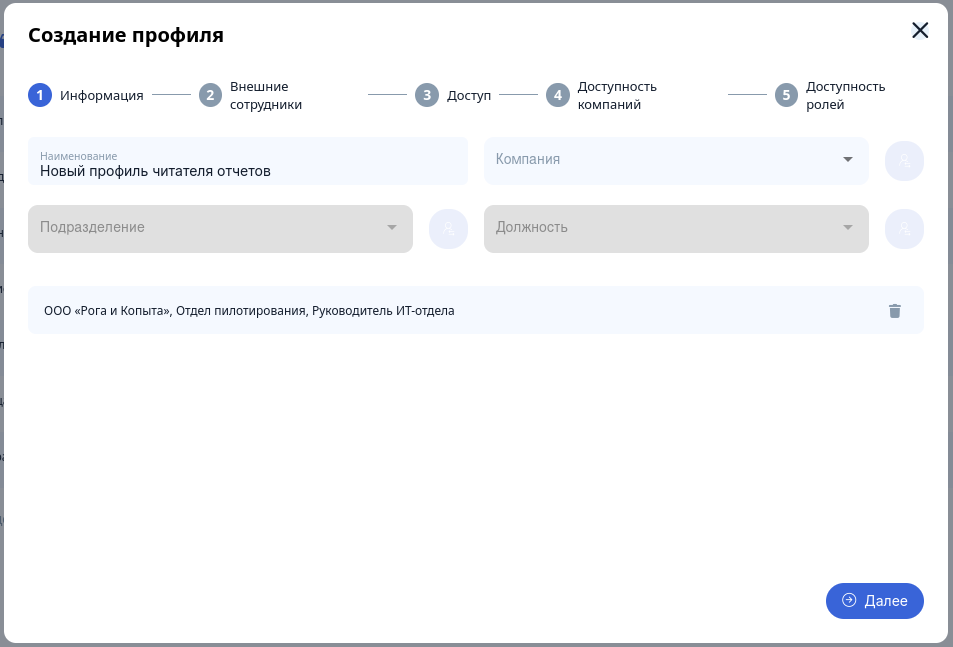 Создание профиля
1 Информация
2 Внешние
сотрудники
3 Доступ
4 Доступность
компаний
5 Доступность
ролей
Наименование
Новый профиль читателя отчетов
Компания
Подразделение
Должность
ООО «Рога и Копыта», Отдел пилотирования, Руководитель ИТ-отдела
Далее